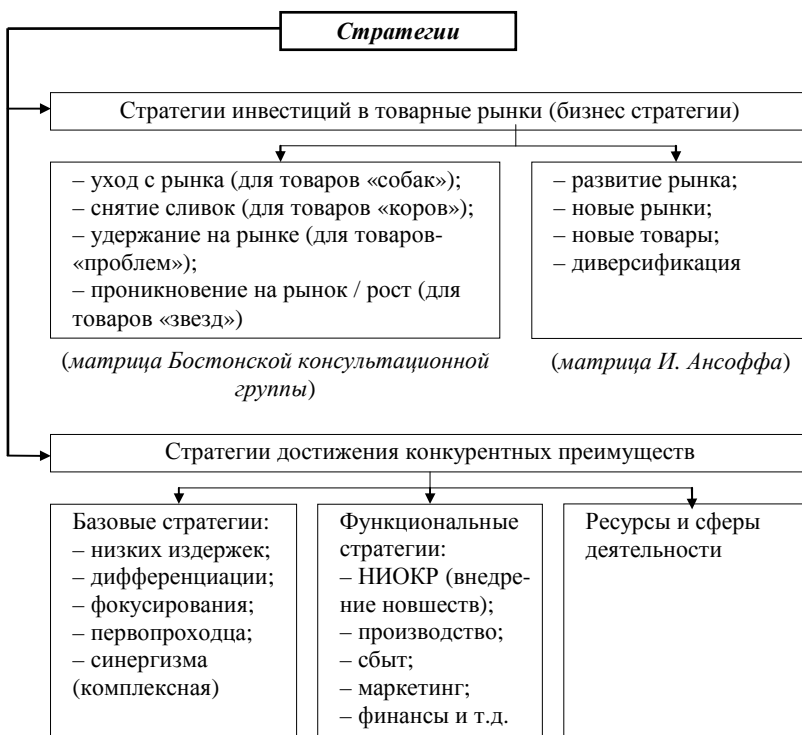 Стратегии
Стратегии инвестиций в товарные рынки (бизнес стратегии)
– уход с рынка (для товаров «собак»);
– снятие сливок (для товаров «коров»);
– удержание на рынке (для товаров-
«проблем»);
– проникновение на рынок / рост (для
товаров «звезд»)
(матрица Бостонской консультационной
группы)
– развитие рынка;
– новые рынки;
– новые товары;
– диверсификация
(матрица И. Ансоффа)
Стратегии достижения конкурентных преимуществ
Базовые стратегии:
– низких издержек;
– дифференциации;
– фокусирования;
– первопроходца;
– синергизма
(комплексная)
Функциональные
стратегии:
– НИОКР (внедре-
ние новшеств);
– производство;
– сбыт;
– маркетинг;
– финансы и т.д.
Ресурсы и сферы
деятельности